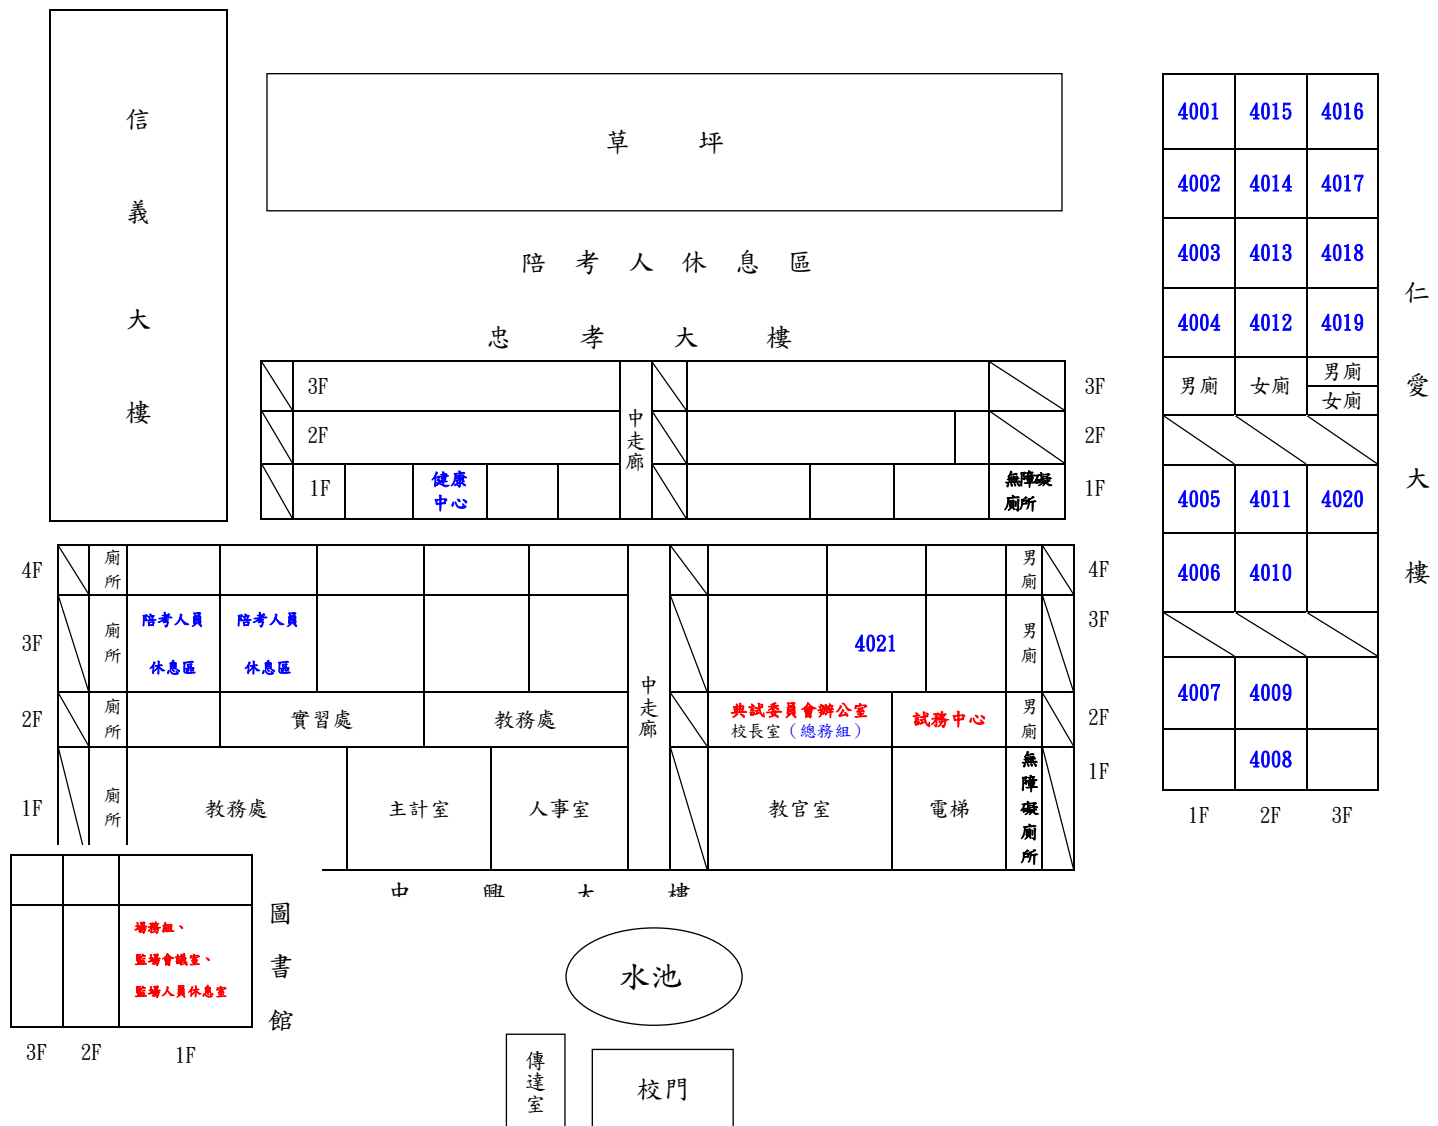 信
義
大
樓
草 坪
陪 考 人 休 息 區
忠 孝 大 樓
3F
2F
1F
健康
中心
中
走
廊
無障礙
廁所
3F
2F
1F
4001 4015 4016
4002 4014 4017
4003 4013 4018
4004 4012 4019
男廁 女廁 男廁
女廁
4005 4011 4020
4006 4010
4007 4009
4008
1F 2F 3F
仁
愛
大
樓
4F
廁
所
男
廁
4F
3F
廁
所
陪考人員
休息區
陪考人員
休息區
4021
男
廁
3F
中
走
廊
2F
廁
所
實習處
教務處
典試委員會辦公室
校長室（總務組）
試務中心
男
廁
2F
1F
廁
所
教務處
主計室
人事室
教官室
電梯
無
障
礙
廁
所
1F
中 興 大 樓
場務組、
監場會議室、
監場人員休息室
3F 2F 1F
圖
書
館
水池
傳
達
室
校門